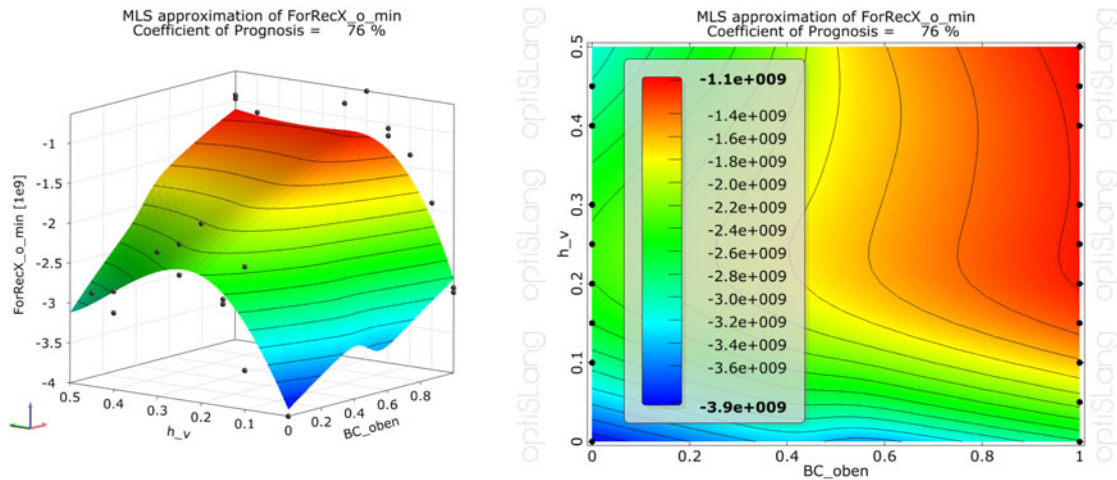 MLS approximation of ForRecX_o_min
Coefficient of Prognosis = 76 %
ForRecX_o_min [1e9]
-1
-1.5
-2
-2.5
-3
-3.5
-4
0.5
0.4
0.3
0.2
0.1
0
h_v
0.2
0.4
0.6
0.8
BC_oben
MLS approximation of ForRecX_o_min
Coefficient of Prognosis = 76 %
0.5
0.4
0.3
0.2
0.1
0
h_v
-1.1e+009
-1.4e+009
-1.6e+009
-1.8e+009
-2.0e+009
-2.2e+009
-2.4e+009
-2.6e+009
-2.8e+009
-3.0e+009
-3.2e+009
-3.4e+009
-3.6e+009
-3.9e+009
0
0.2
0.4
0.6
0.8
1
BC_oben
optiSLang
optiSLang
optiSLang
optiSLang
optiSLang
optiSLang